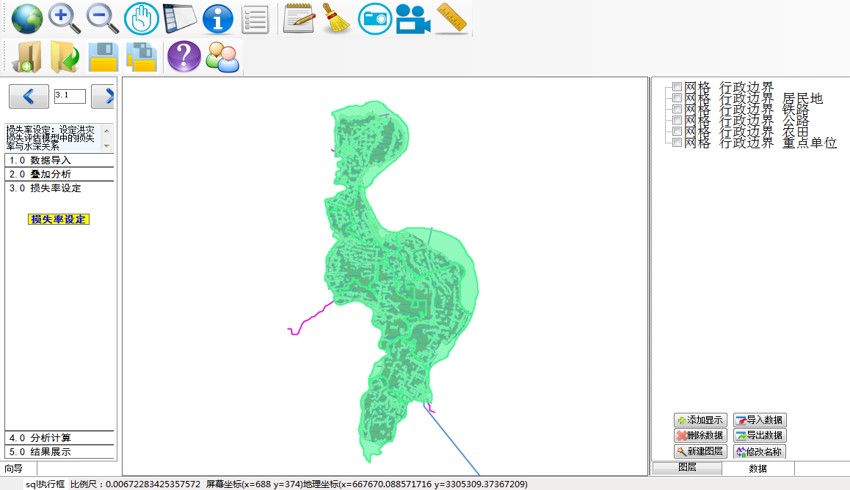 3.1
损失率设定：设定洪灾
损失评估模型中的损失
率与水深关系
1.0 数据导入
2.0 叠加分析
3.0 损失率设定
损失率设定
4.0 分析计算
5.0 结果展示
向导
网格 行政边界
网格 行政边界 居民地
网格 行政边界 铁路
网格 行政边界 公路
网格 行政边界 农田
网格 行政边界 重点单位
添加显示 导入数据
删除数据 导出数据
新建图层 修改名称
图层 数据
sql执行框 比例尺：0.00672283425357572 屏幕坐标(x=688 y=374)地理坐标(x=667670.088571716 y=3305309.37367209)